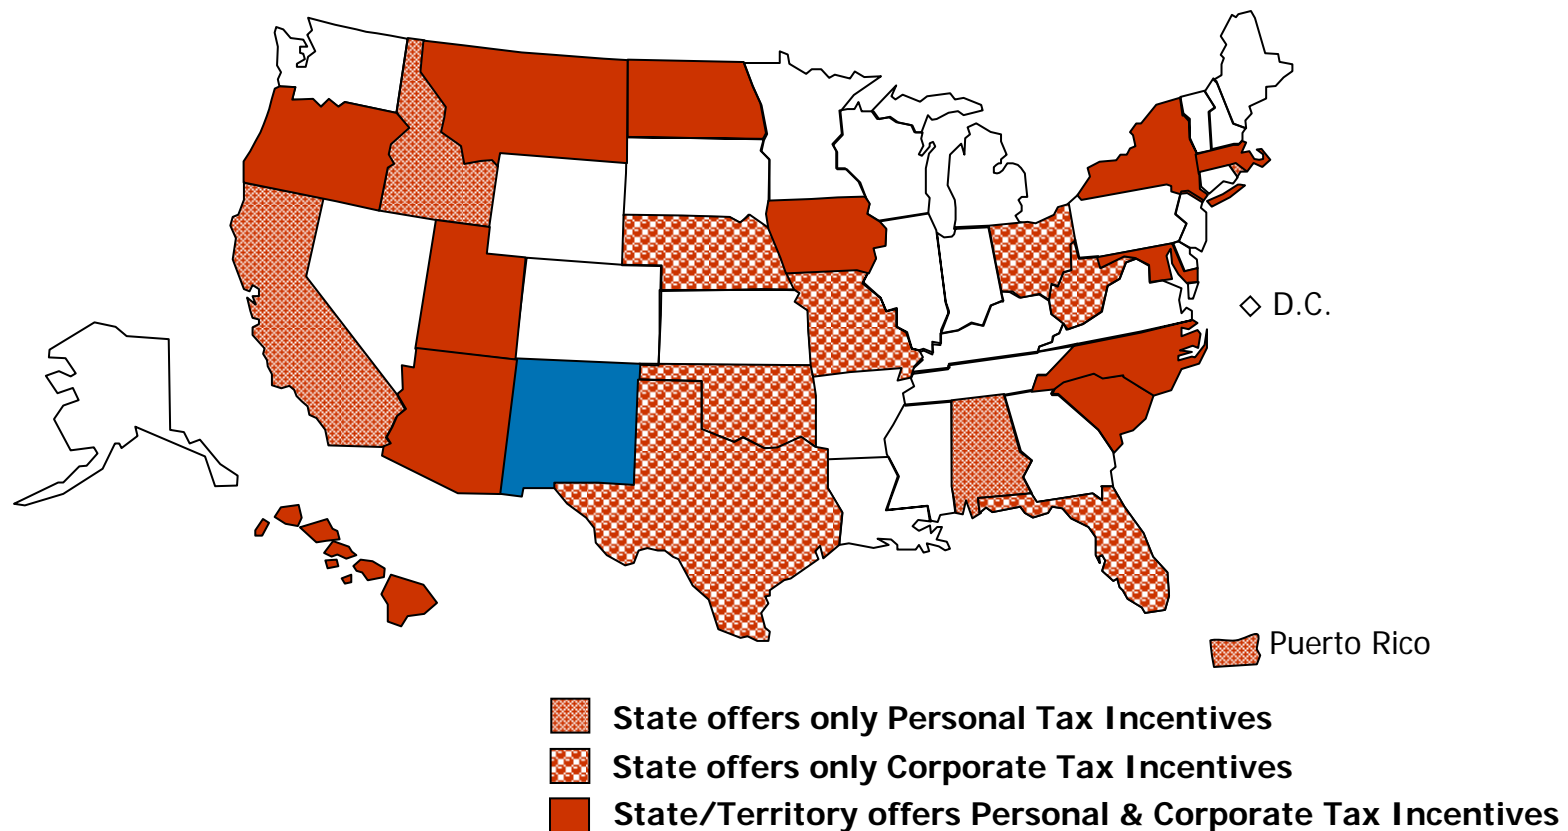 D.C.
Puerto Rico
State offers only Personal Tax Incentives
State offers only Corporate Tax Incentives
State/Territory offers Personal & Corporate Tax Incentives